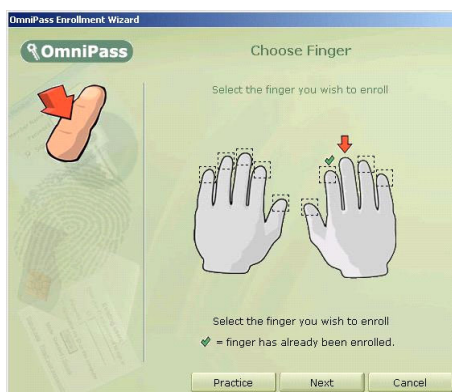 OmniPass Enrollment Wizard
OmniPass
Choose Finger
Select the finger you wish to enroll
Select the finger you wish to enroll
= finger has already been enrolled.
Practice
Next
Cancel